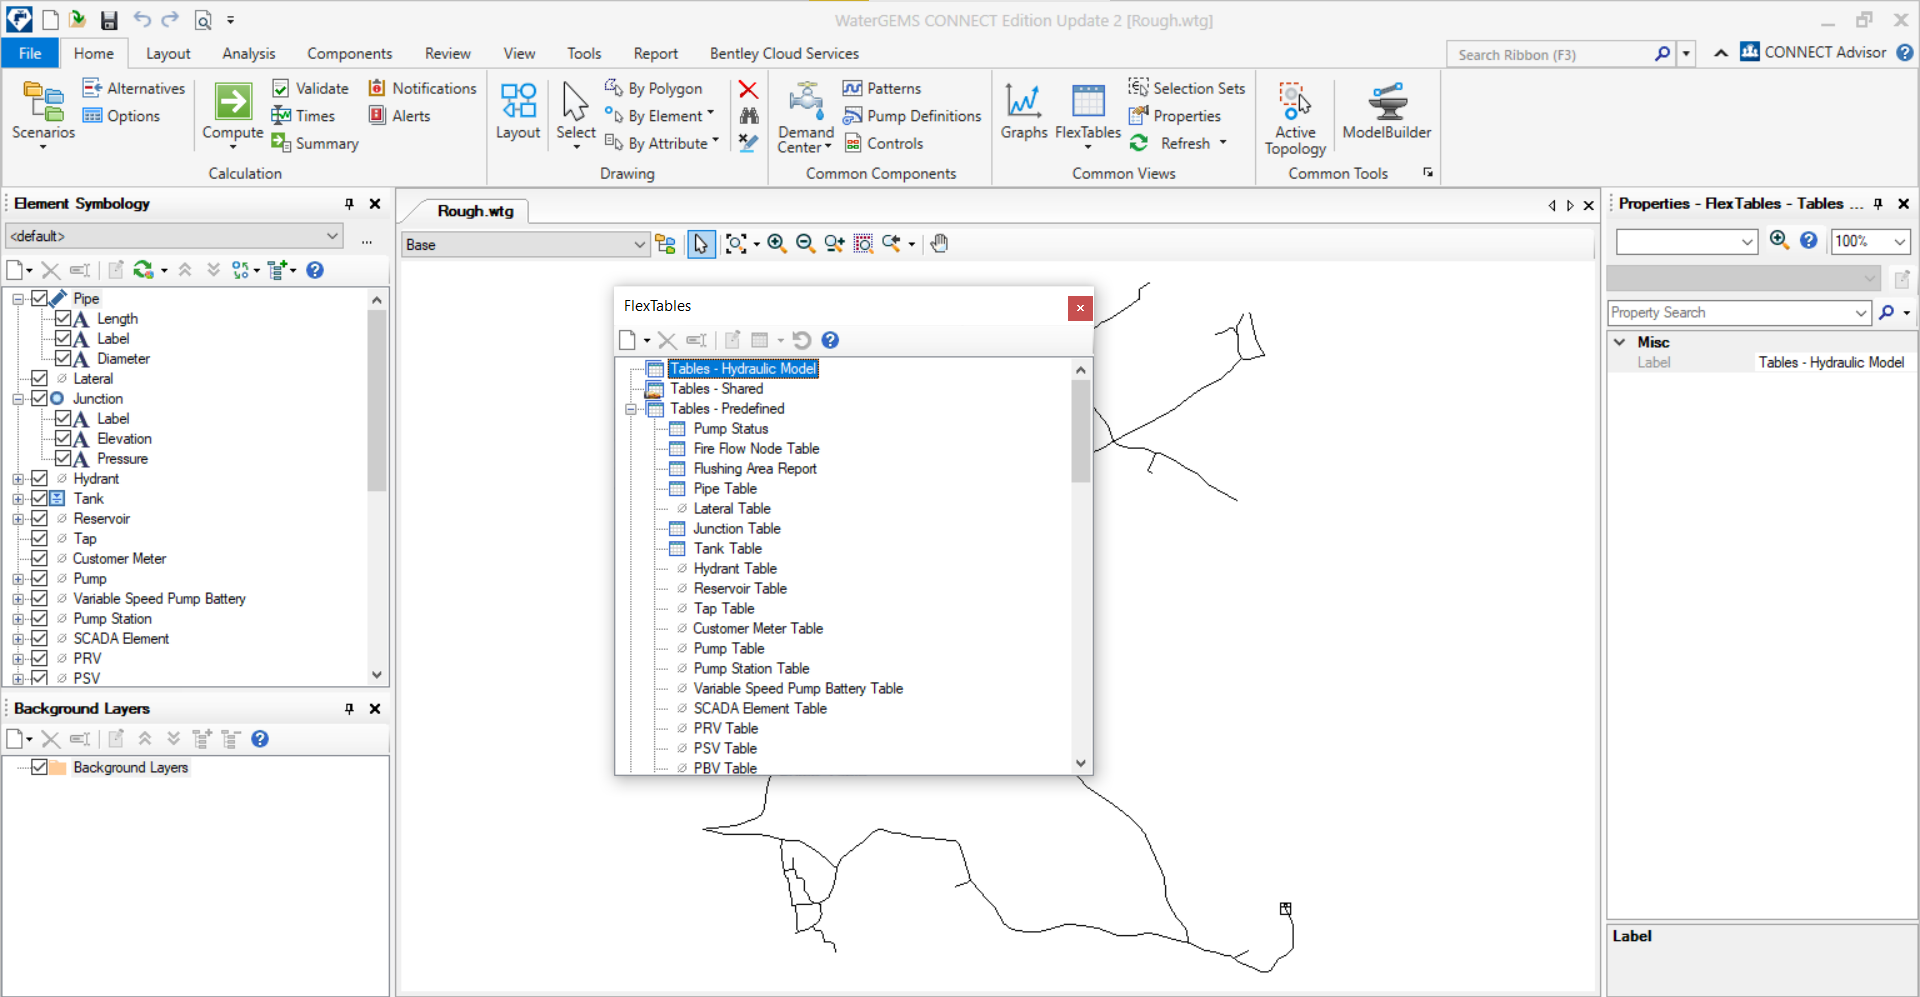 WaterGEMS CONNECT Edition Update 2 [Rough.wtg]
File Home Layout Analysis Components Review View Tools Report Bentley Cloud Services
Search Ribbon (F3)
CONNECT Advisor
Scenarios
Alternatives
Options
Compute
Validate
Times
Summary
Notifications
Alerts
Calculation
Layout
Select
By Polygon
By Element
By Attribute
Drawing
Demand
Center
Patterns
Pump Definitions
Controls
Common Components
Graphs
FlexTables
Selection Sets
Properties
Refresh
Common Views
Active
Topology
ModelBuilder
Common Tools
Element Symbology
<default>
...
Pipe
Length
Label
Diameter
Lateral
Junction
Label
Elevation
Pressure
Hydrant
Tank
Reservoir
Tap
Customer Meter
Pump
Variable Speed Pump Battery
Pump Station
SCADA Element
PRV
PSV
Background Layers
Background Layers
Rough.wtg
Base
FlexTables
Tables - Hydraulic Model
Tables - Shared
Tables - Predefined
Pump Status
Fire Flow Node Table
Flushing Area Report
Pipe Table
Lateral Table
Junction Table
Tank Table
Hydrant Table
Reservoir Table
Tap Table
Customer Meter Table
Pump Table
Pump Station Table
Variable Speed Pump Battery Table
SCADA Element Table
PRV Table
PSV Table
PBV Table
Properties - FlexTables - Tables ...
100%
Property Search
Misc
Label Tables - Hydraulic Model
Label